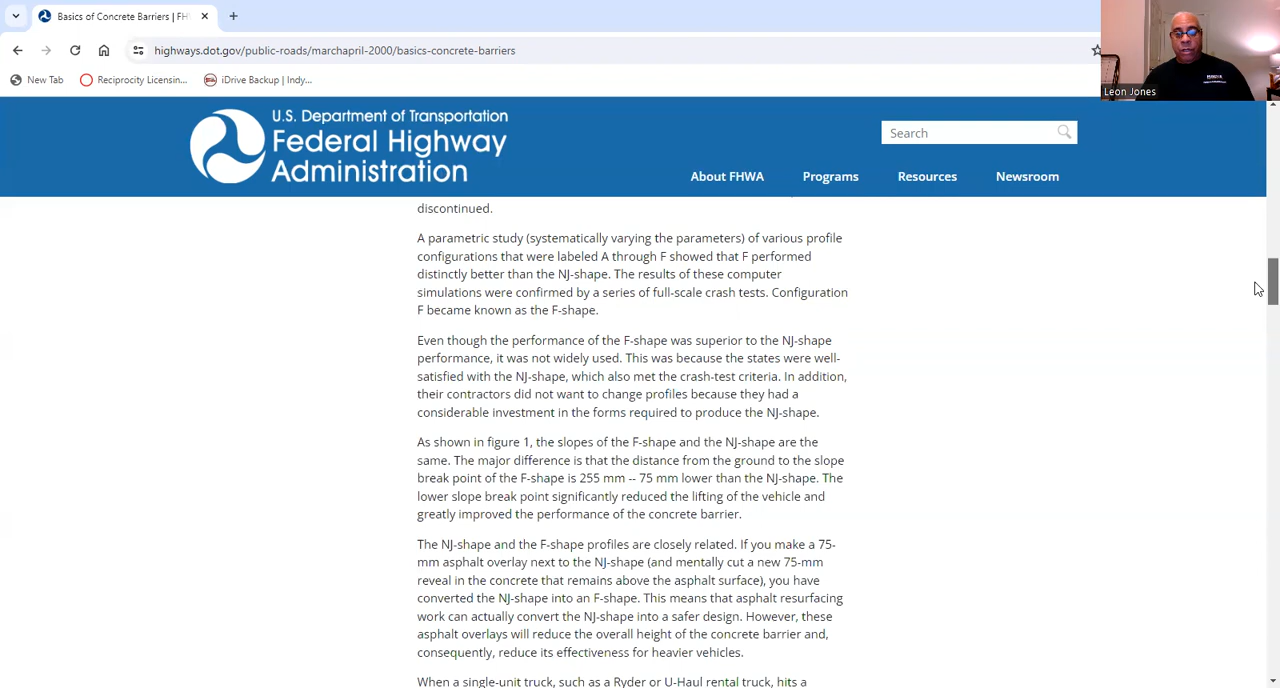 Basics of Concrete Barriers | FH
highways.dot.gov/public-roads/marchapril-2000/basics-concrete-barriers
New Tab
Reciprocity Licensin...
iDrive Backup | Indy...
Leon Jones
U.S. Department of Transportation
Federal Highway
Administration
Search
About FHWA
Programs
Resources
Newsroom
discontinued.
A parametric study (systematically varying the parameters) of various profile
configurations that were labeled A through F showed that F performed
distinctly better than the NJ-shape. The results of these computer
simulations were confirmed by a series of full-scale crash tests. Configuration
F became known as the F-shape.
Even though the performance of the F-shape was superior to the NJ-shape
performance, it was not widely used. This was because the states were well-
satisfied with the NJ-shape, which also met the crash-test criteria. In addition,
their contractors did not want to change profiles because they had a
considerable investment in the forms required to produce the NJ-shape.
As shown in figure 1, the slopes of the F-shape and the NJ-shape are the
same. The major difference is that the distance from the ground to the slope
break point of the F-shape is 255 mm -- 75 mm lower than the NJ-shape. The
lower slope break point significantly reduced the lifting of the vehicle and
greatly improved the performance of the concrete barrier.
The NJ-shape and the F-shape profiles are closely related. If you make a 75-
mm asphalt overlay next to the NJ-shape (and mentally cut a new 75-mm
reveal in the concrete that remains above the asphalt surface), you have
converted the NJ-shape into an F-shape. This means that asphalt resurfacing
work can actually convert the NJ-shape into a safer design. However, these
asphalt overlays will reduce the overall height of the concrete barrier and,
consequently, reduce its effectiveness for heavier vehicles.
When a single-unit truck, such as a Ryder or U-Haul rental truck, hits a